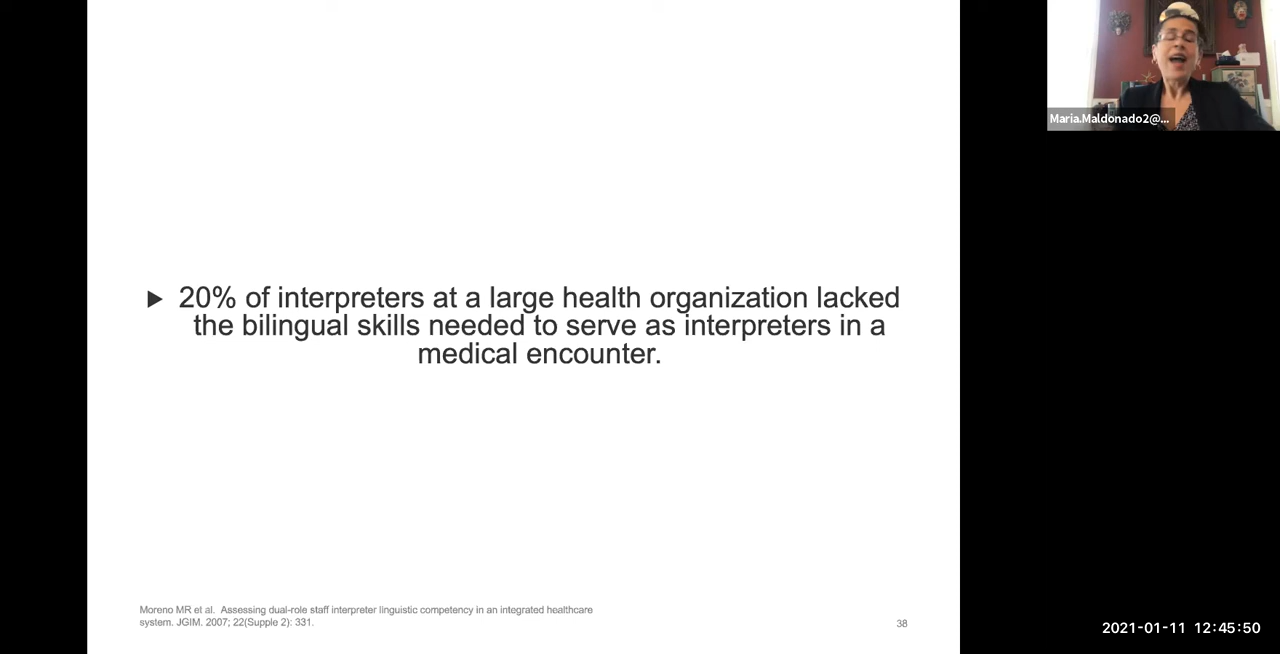 Maria.Maldonado2@...
▶ 20% of interpreters at a large health organization lacked
the bilingual skills needed to serve as interpreters in a
medical encounter.
Moreno MR et al. Assessing dual-role staff interpreter linguistic competency in an integrated healthcare
system. JGIM. 2007; 22(Supple 2): 331.
38
2021-01-11 12:45:50